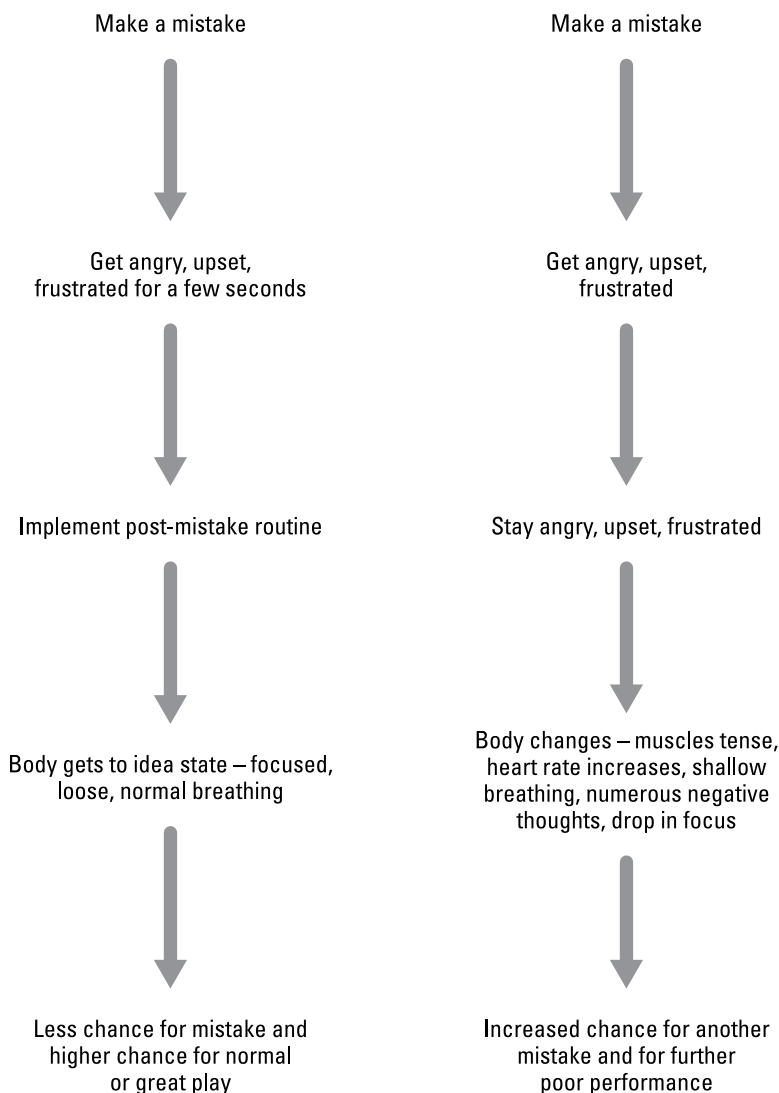 Make a mistake
Get angry, upset,
frustrated for a few seconds
Implement post-mistake routine
Body gets to idea state – focused,
loose, normal breathing
Less chance for mistake and
higher chance for normal
or great play
Make a mistake
Get angry, upset,
frustrated
Stay angry, upset, frustrated
Body changes – muscles tense,
heart rate increases, shallow
breathing, numerous negative
thoughts, drop in focus
Increased chance for another
mistake and for further
poor performance